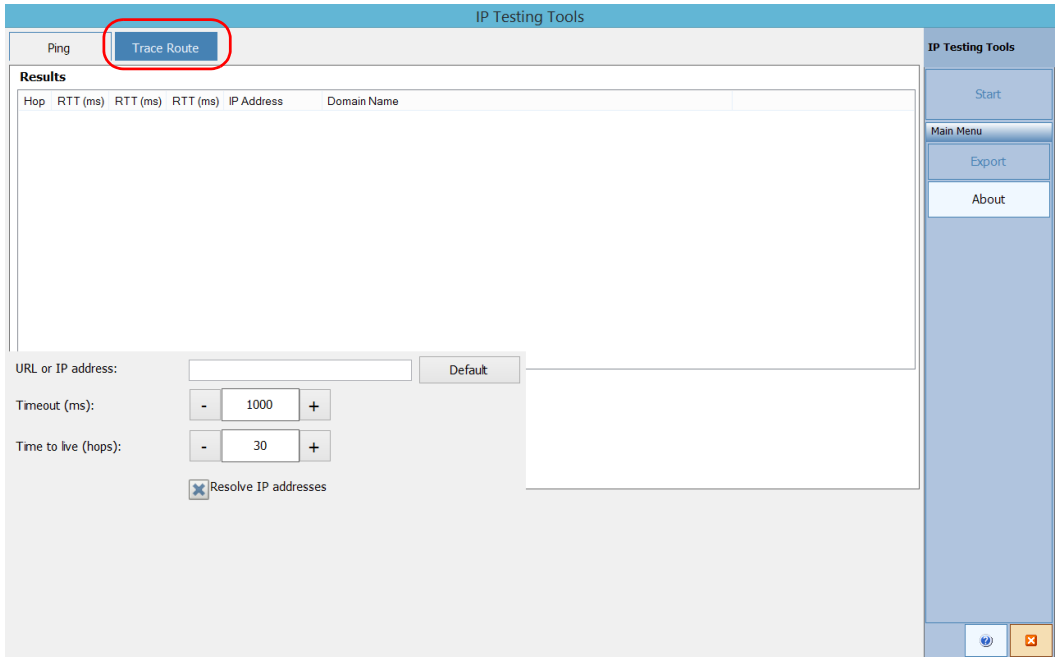 IP Testing Tools
Ping
Trace Route
Results
Hop RTT (ms) RTT (ms) RTT (ms) IP Address Domain Name
URL or IP address:
Default
Timeout (ms):
- 1000 +
Time to live (hops):
- 30 +
Resolve IP addresses
IP Testing Tools
Start
Main Menu
Export
About